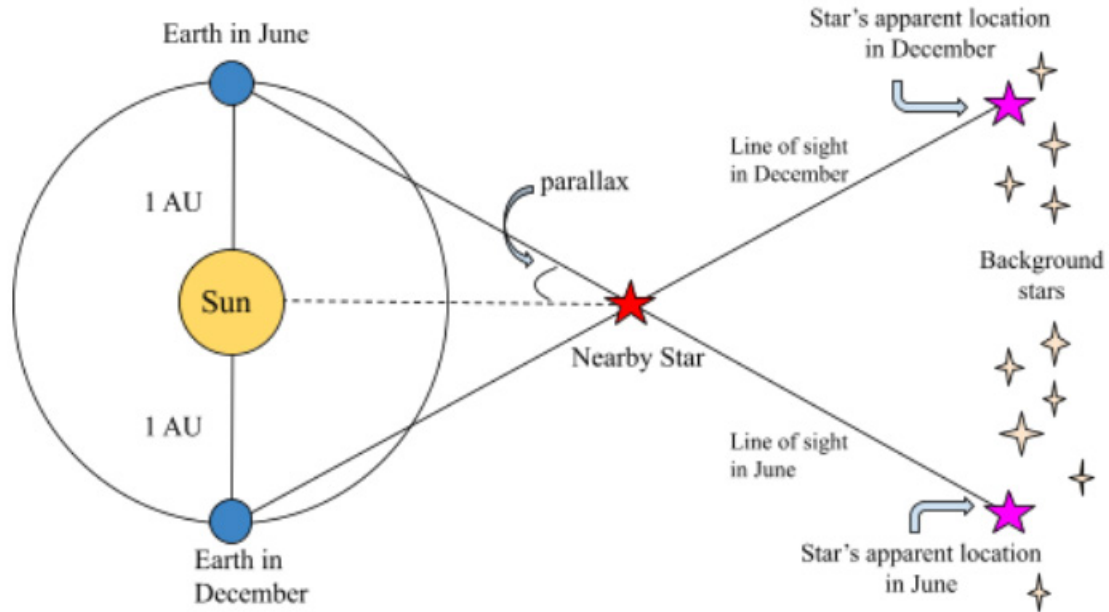 Earth in June
Star’s apparent location
in December
Line of sight
in December
parallax
1 AU
Background
stars
Sun
Nearby Star
1 AU
Line of sight
in June
Star’s apparent location
in June
Earth in
December